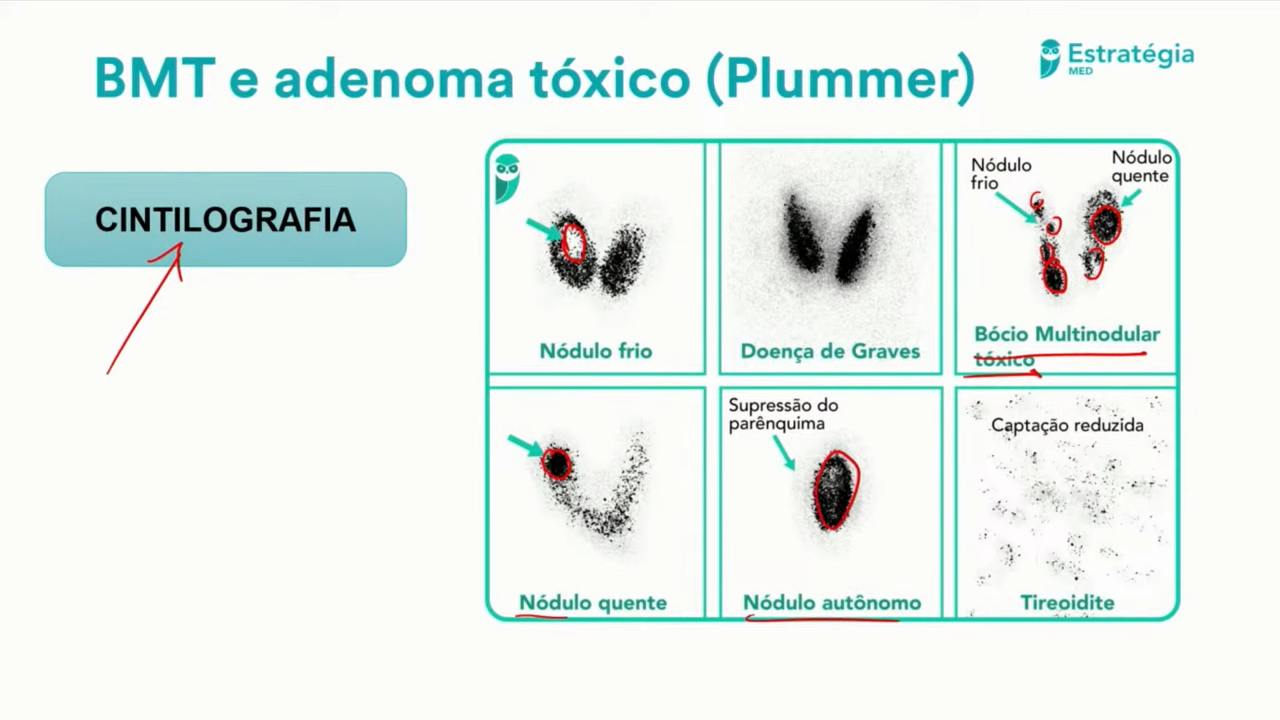 BMT e adenoma tóxico (Plummer)
Estratégia
MED
CINTILOGRAFIA
Nódulo frio
Doença de Graves
Nódulo
frio
Nódulo
quente
Bócio Multinodular
tóxico
Nódulo quente
Supressão do
parênquima
Nódulo autônomo
Captação reduzida
Tireoidite